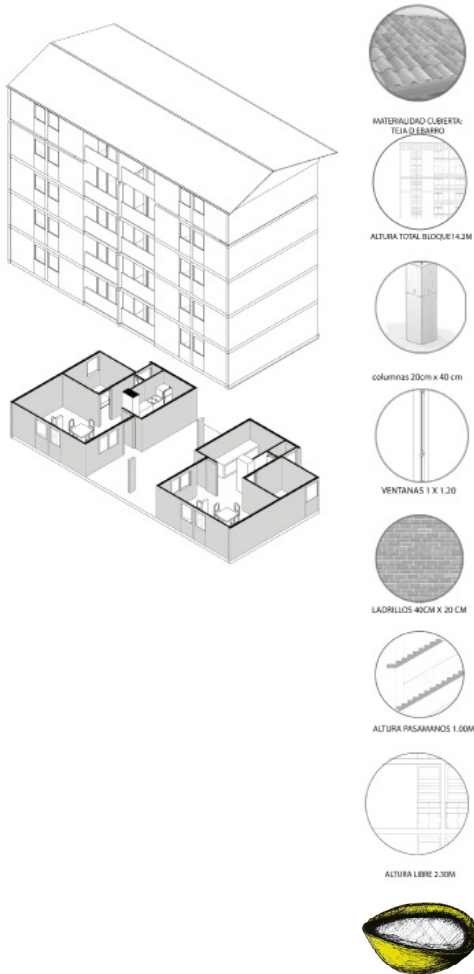 MATERIALIDAD CUBIERTA:
TEJA D EBARRO
ALTURA TOTAL BLOQUE14.2M
columnas 20cm x 40 cm
VENTANAS 1 X 1.20
LADRILLOS 40CM X 20 CM
ALTURA PASAMANOS 1.00M
ALTURA LIBRE 2.30M